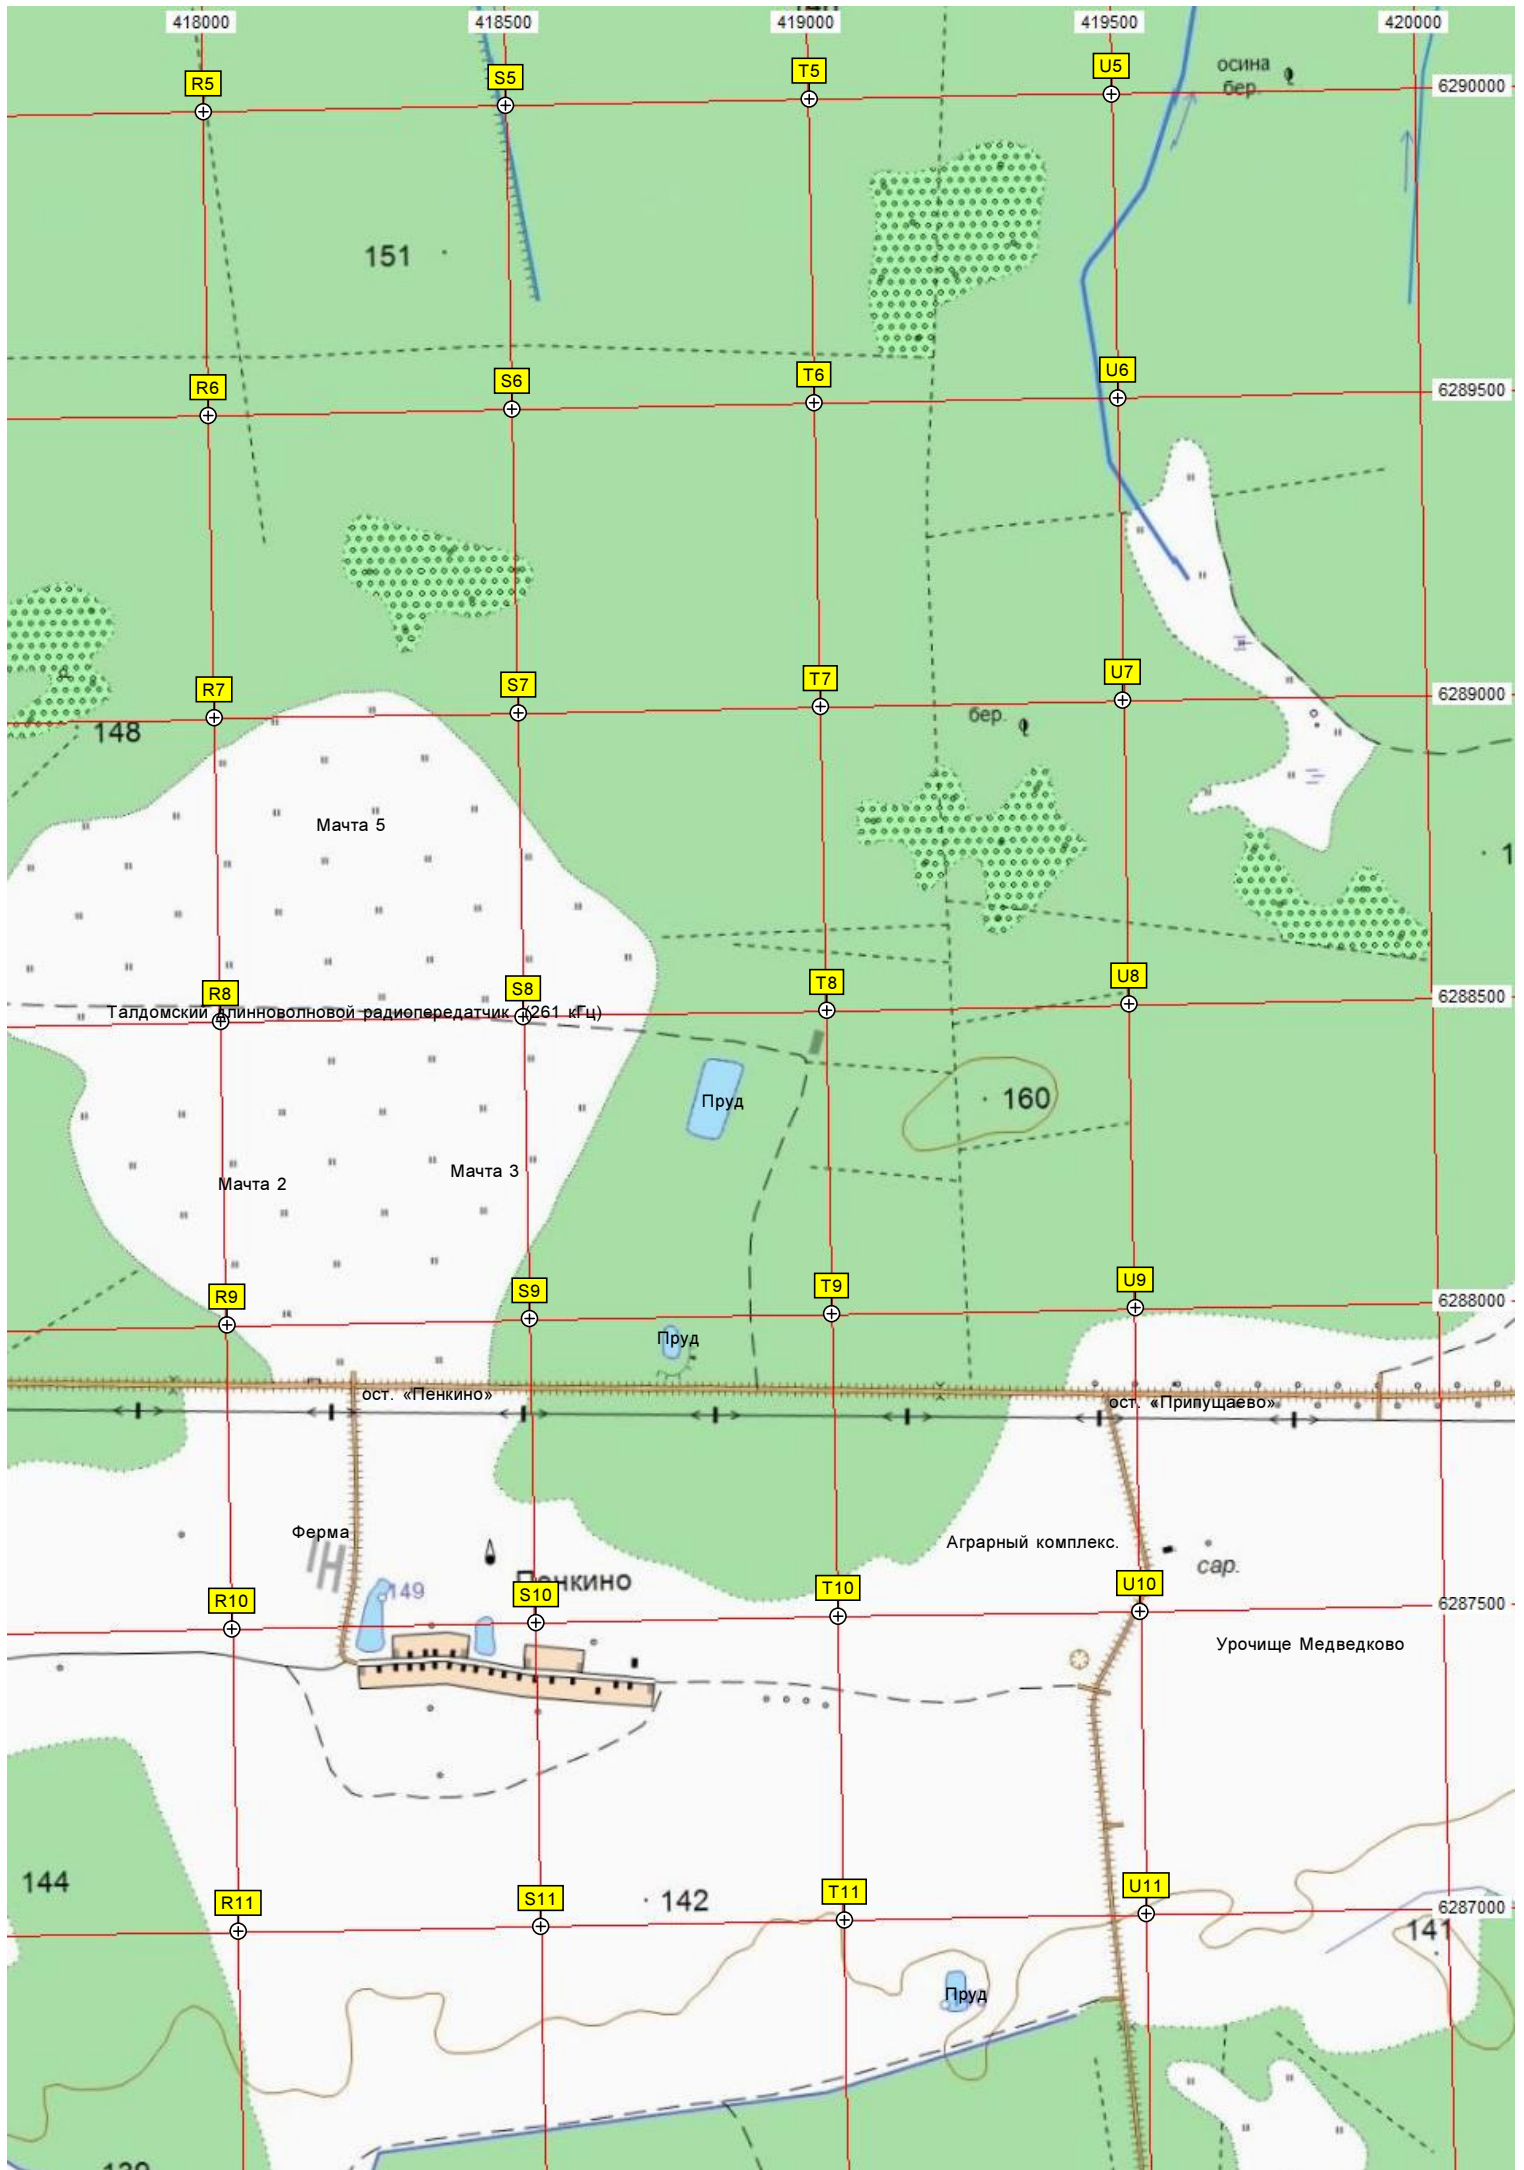 418000 418500 419000 419500 420000
R5 S5 T5 U5 осина
бер.
6290000
151
R6 S6 T6 U6 6289500
R7 S7 T7 U7 6289000
148
бер.
Мачта 5
R8 S8 T8 U8 6288500
Талдомский длинноволновой радиопередатчик (261 кГц)
Пруд
160
Мачта 3
Мачта 2
R9 S9 T9 U9 6288000
Пруд
ост. «Пенкино»
ост. «Припущаево»
Ферма
Аграрный комплекс.
сар.
Пенкино
149
R10 S10 T10 U10 6287500
Урочище Медведково
144
142
R11 S11 T11 U11 6287000
141
Пруд